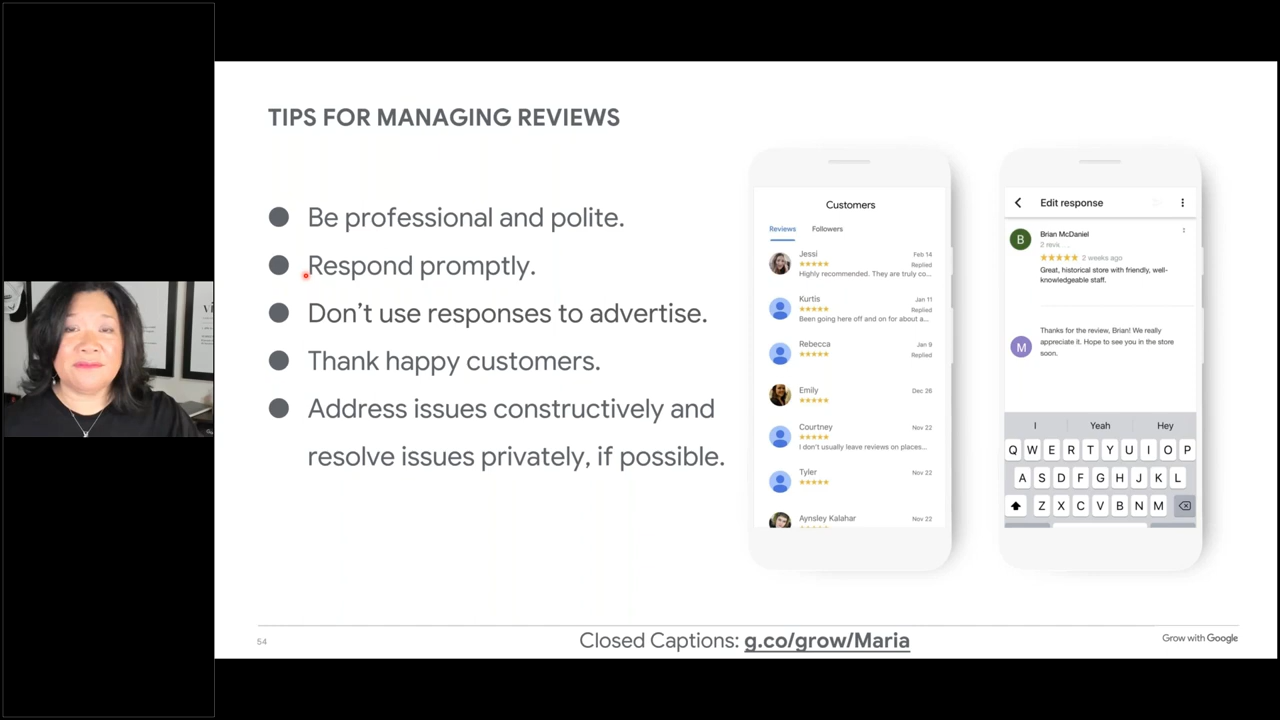 TIPS FOR MANAGING REVIEWS
Be professional and polite.
Respond promptly.
Don't use responses to advertise.
Thank happy customers.
Address issues constructively and
resolve issues privately, if possible.
Customers
Reviews Followers
Jessi Feb 14
Replied
Highly recommended. They are truly co...
Kurtis Jan 11
Replied
Been going here off and on for about a...
Rebecca Jan 9
Replied
Emily Dec 26
Courtney Nov 22
I don't usually leave reviews on places...
Tyler Nov 22
Aynsley Kalahar Nov 22
Edit response
B
Brian McDaniel
2 
2 weeks ago
Great, historical store with friendly, well-
knowledgeable staff.
M
Thanks for the review, Brian! We really
appreciate it. Hope to see you in the store
soon.
I Yeah Hey
Q W E R T Y U I O P
A S D F G H J K L
Z X C V B N M
54
Closed Captions: g.co/grow/Maria
Grow with Google